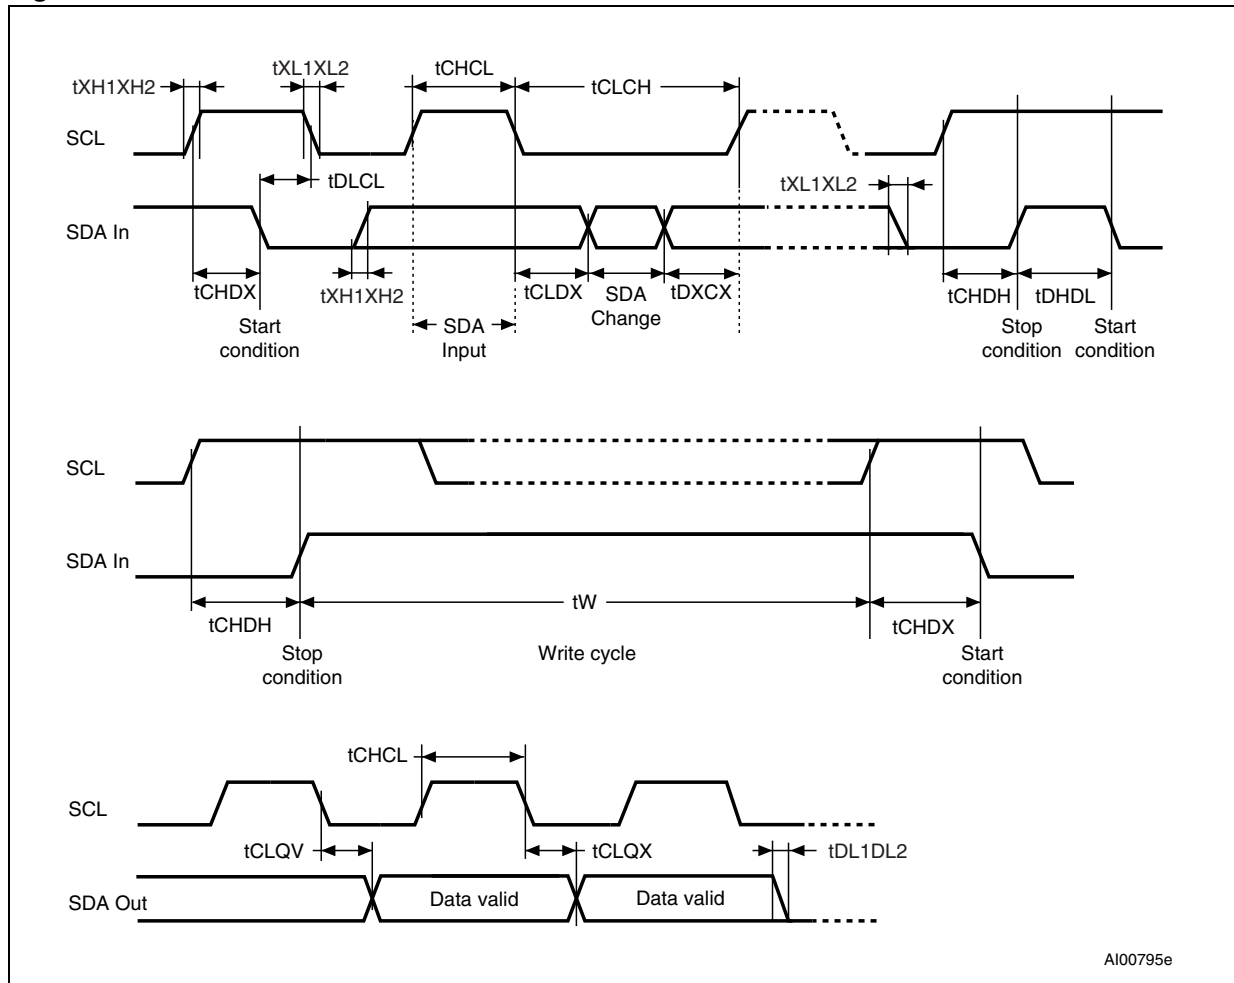 tXH1XH2
tXL1XL2
tCHCL
tCLCH
SCL
tDLCL
tXL1XL2
SDA In
tCHDX
tXH1XH2
tCLDX
SDA
Change
tDXCX
tCHDH
tDHDL
Start
condition
SDA
Input
Stop
condition
Start
condition
SCL
SDA In
tCHDH
tW
tCHDX
Stop
condition
Write cycle
Start
condition
tCHCL
SCL
tCLQV
tCLQX
tDL1DL2
SDA Out
Data valid
Data valid
AI00795e